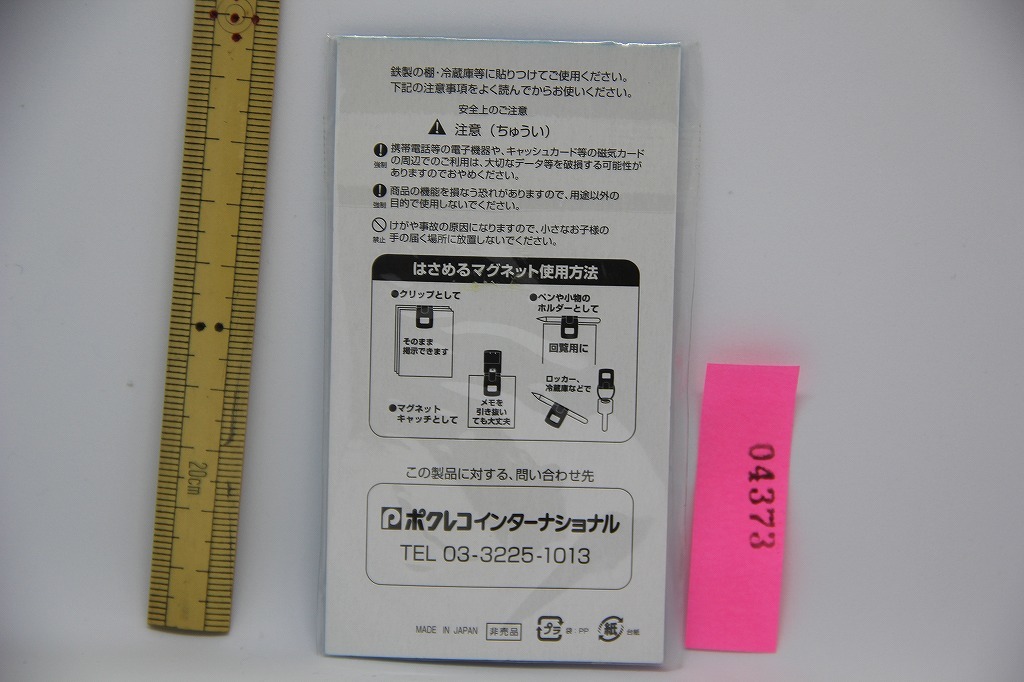 鉄製の棚・冷蔵庫等に貼りつけてご使用ください。
下記の注意事項をよく読んでからお使いください。
安全上のご注意
注意(ちゅうい)
強制
携帯電話等の電子機器や、キャッシュカード等の磁気カード
の周辺でのご利用は、大切なデータ等を破損する可能性が
ありますのでおやめください。
強制
商品の機能を損なう恐れがありますので、用途以外の
目的で使用しないでください。
禁止
けがや事故の原因になりますので、小さなお子様の
手の届く場所に放置しないでください。
はさめるマグネット使用方法
●クリップとして
そのまま
掲示できます
●ペンや小物の
ホルダーとして
回覧用に
●マグネット
キャッチとして
メモを
引き抜い
ても大丈夫
ロッカー、
冷蔵庫などで
この製品に対する、問い合わせ先
ポクレコインターナショナル
TEL 03-3225-1013
MADE IN JAPAN
非売品
プラ
袋:PP
紙
台紙
20cm
04373